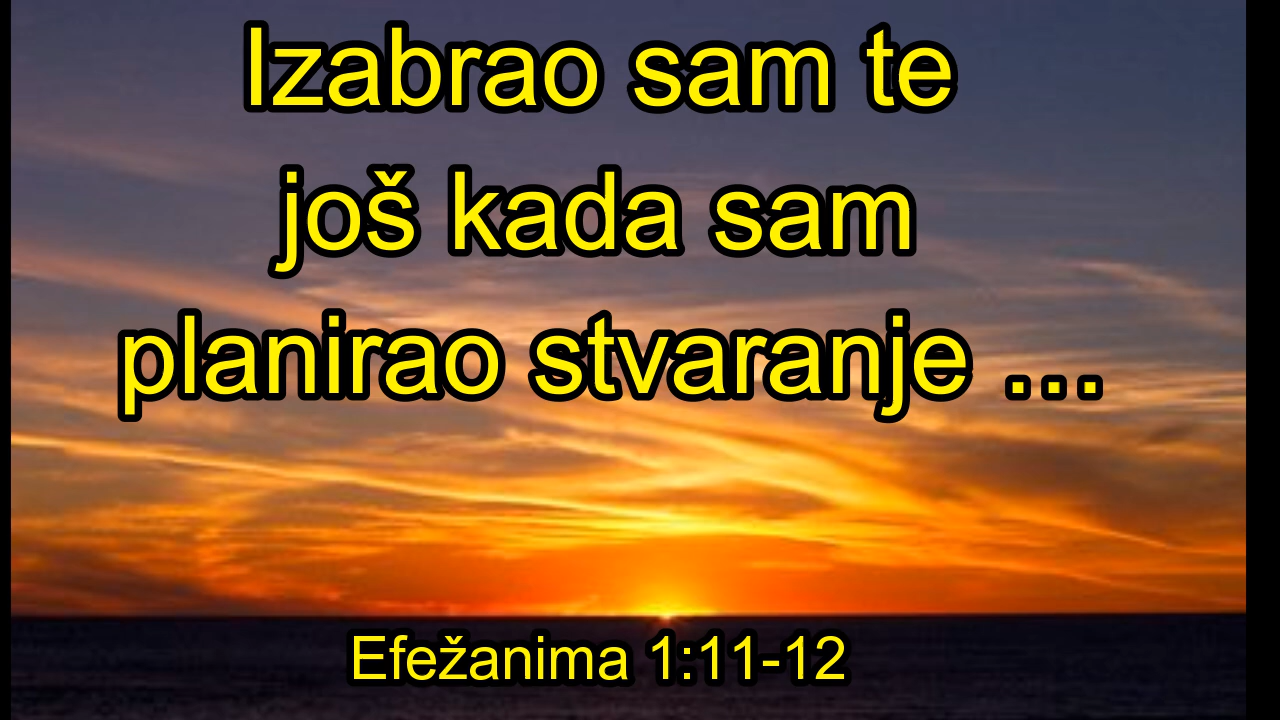 Izabrao sam te
još kada sam
planirao stvaranje ...
Efežanima 1:11-12